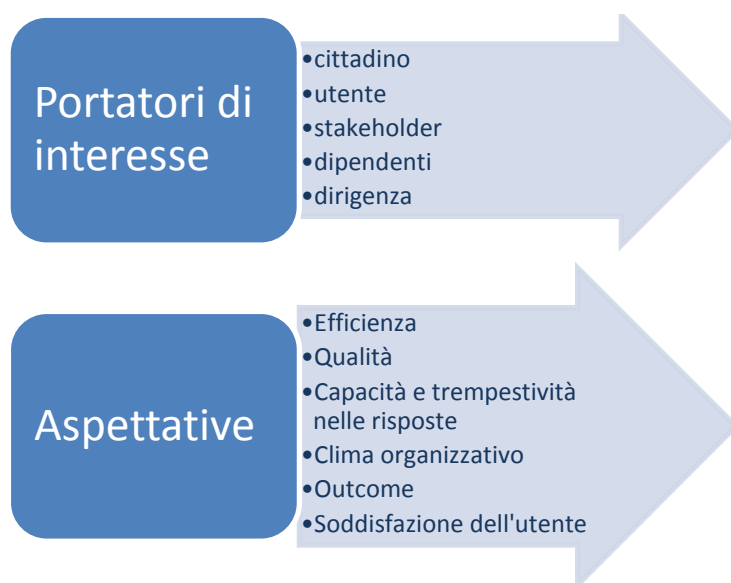 Portatori di
interesse
•cittadino
•utente
•stakeholder
•dipendenti
•dirigenza
Aspettative
•Efficienza
•Qualità
•Capacità e trempestività
nelle risposte
•Clima organizzativo
•Outcome
•Soddisfazione dell'utente